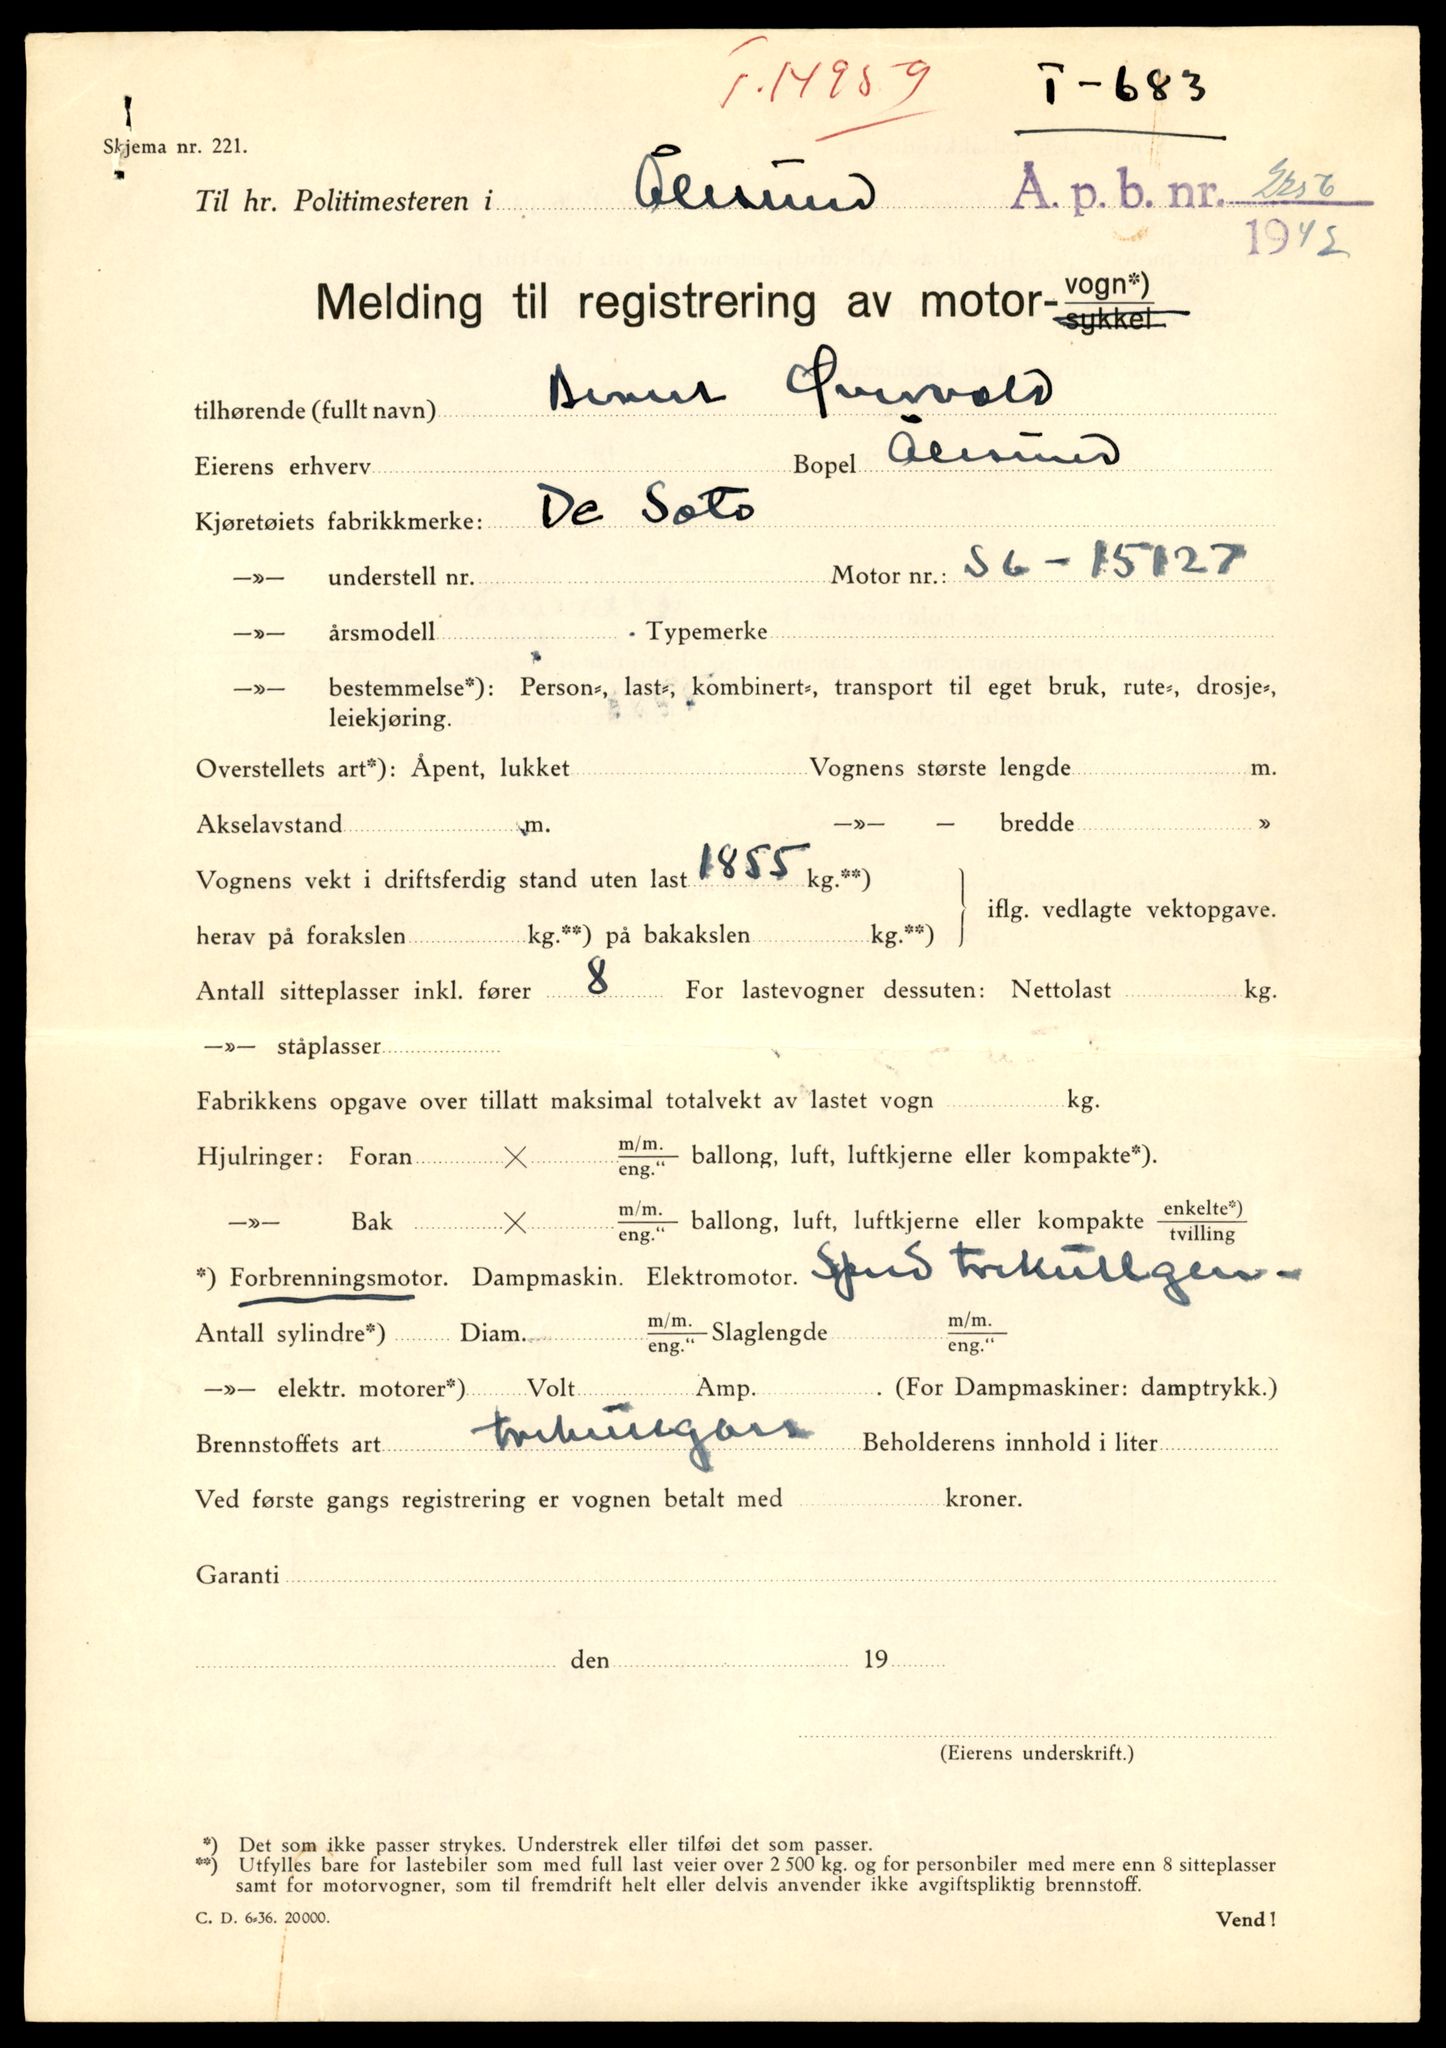 T.14959
T-683
Skjema nr. 221.
Til hr. Politimesteren i Ålesund
A. p. b. nr.
1942
Melding til registrering av motor-vogn*)
sykkel
tilhørende (fullt navn) Bernt Øvrevold
Eierens erhverv Bopel Ålesund
Kjøretøiets fabrikkmerke: De Soto
—»— understell nr. Motor nr.: S6-15127
—»— årsmodell Typemerke
—»— bestemmelse*): Person-, last-, kombinert-, transport til eget bruk, rute-, drosje-,
leiekjøring.
Overstellets art*): Åpent, lukket Vognens største lengde m.
Akselavstand m. —»— — bredde »
Vognens vekt i driftsferdig stand uten last 1855 kg.**)
herav på forakslen kg.**) på bakakslen kg.**)
iflg. vedlagte vektopgave.
Antall sitteplasser inkl. fører 8 For lastevogner dessuten: Nettolast kg.
—»— ståplasser
Fabrikkens opgave over tillatt maksimal totalvekt av lastet vogn kg.
Hjulringer: Foran × m/m. eng." ballong, luft, luftkjerne eller kompakte*).
—»— Bak × m/m. eng." ballong, luft, luftkjerne eller kompakte enkelte*) tvilling
*) Forbrenningsmotor. Dampmaskin. Elektromotor. trekullgen-
Antall sylindre*) Diam. m/m. eng." Slaglengde m/m. eng."
—»— elektr. motorer*) Volt Amp. . (For Dampmaskiner: damptrykk.)
Brennstoffets art trekullgass Beholderens innhold i liter
Ved første gangs registrering er vognen betalt med kroner.
Garanti
den 19
(Eierens underskrift.)
*) Det som ikke passer strykes. Understrek eller tilføi det som passer.
**) Utfylles bare for lastebiler som med full last veier over 2 500 kg. og for personbiler med mere enn 8 sitteplasser
samt for motorvogner, som til fremdrift helt eller delvis anvender ikke avgiftspliktig brennstoff.
C. D. 6-36. 20000.
Vend!